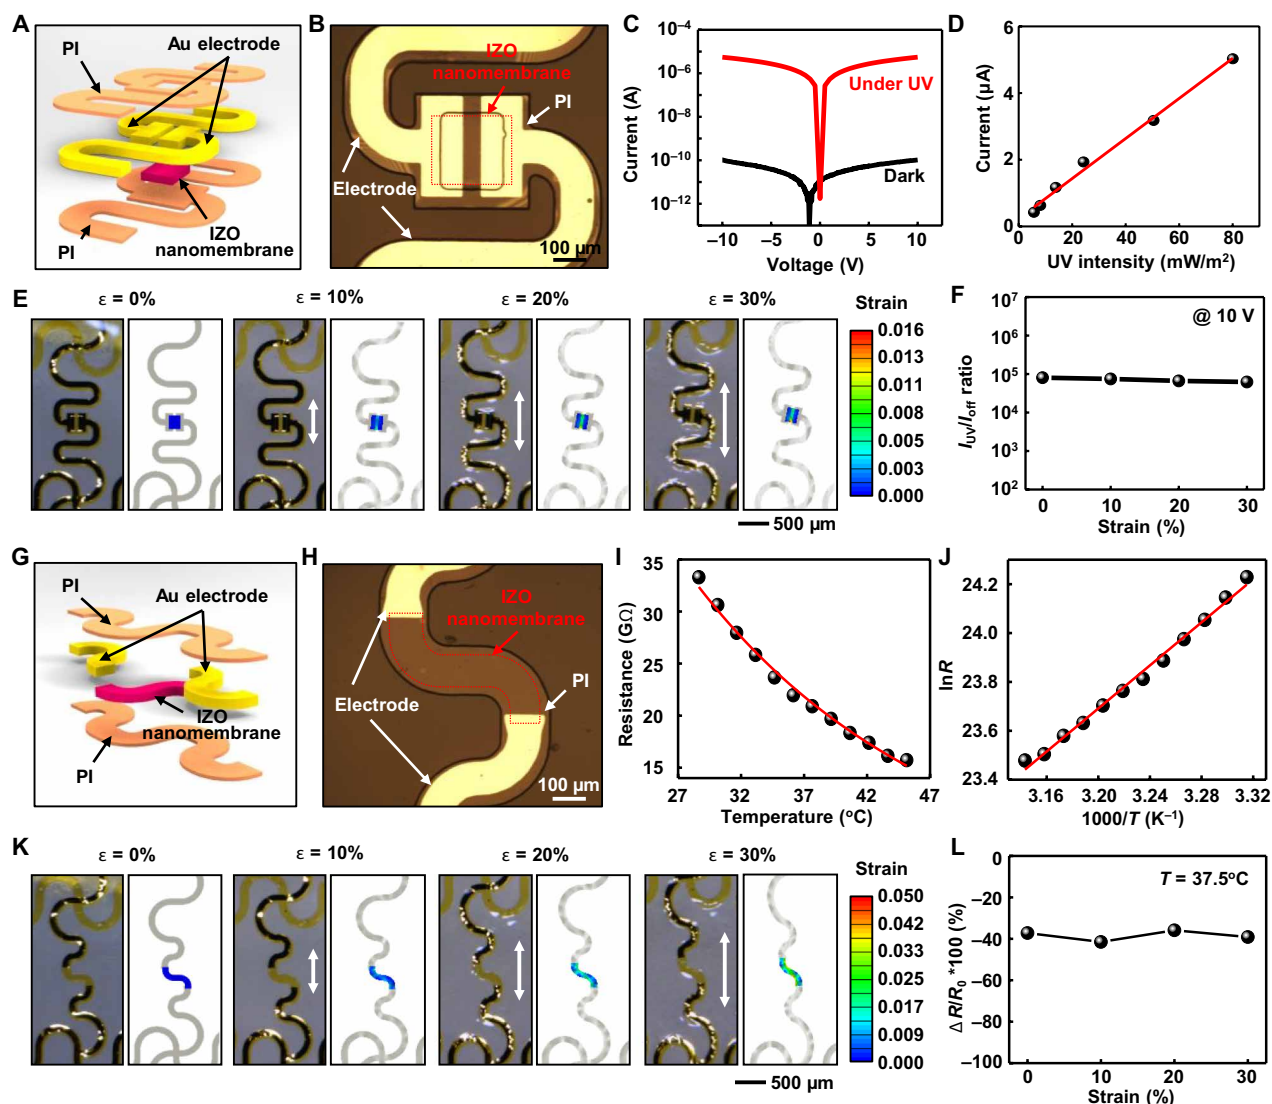 A
PI
Au electrode
PI
IZO
nanomembrane
B
IZO
nanomembrane
PI
Electrode
100 µm
C
Current (A)
10⁻⁴
10⁻⁶
10⁻⁸
10⁻¹⁰
10⁻¹²
Under UV
Dark
−10
−5
0
5
10
Voltage (V)
D
Current (µA)
6
4
2
0
0
20
40
60
80
UV intensity (mW/m²)
E
ε = 0%
ε = 10%
ε = 20%
ε = 30%
Strain
0.016
0.013
0.011
0.008
0.005
0.003
0.000
500 µm
F
I_UV/I_off ratio
10⁷
10⁶
10⁵
10⁴
10³
10²
@ 10 V
0
10
20
30
Strain (%)
G
PI
Au electrode
IZO
nanomembrane
PI
H
IZO
nanomembrane
PI
Electrode
100 µm
I
Resistance (GΩ)
35
33
31
28
26
24
21
19
17
15
27
32
37
42
47
Temperature (°C)
J
lnR
24.2
24.0
23.8
23.6
23.4
3.16
3.20
3.24
3.28
3.32
1000/T (K⁻¹)
K
ε = 0%
ε = 10%
ε = 20%
ε = 30%
Strain
0.050
0.042
0.033
0.025
0.017
0.009
0.000
500 µm
L
Δ R/R₀ *100 (%)
0
−20
−40
−60
−80
−100
T = 37.5°C
0
10
20
30
Strain (%)